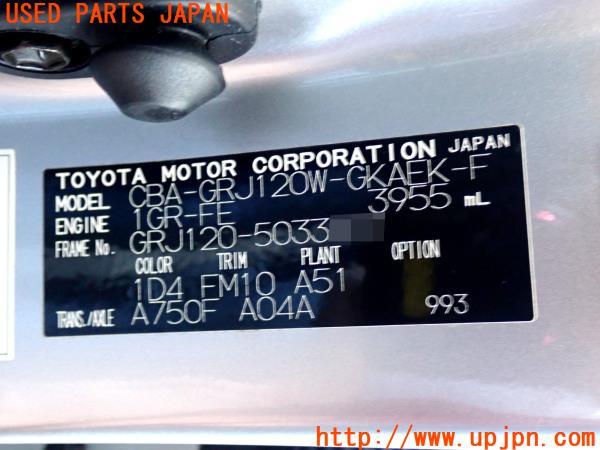 USED PARTS JAPAN
TOYOTA MOTOR CORPORATION JAPAN
MODEL CBA-GRJ120W-GKAEK-F
ENGINE 1GR-FE 3955 mL
FRAME No. GRJ120-5033
COLOR TRIM PLANT OPTION
1D4 FM10 A51
TRANS./AXLE A750F A04A 993
www.upjpn.com